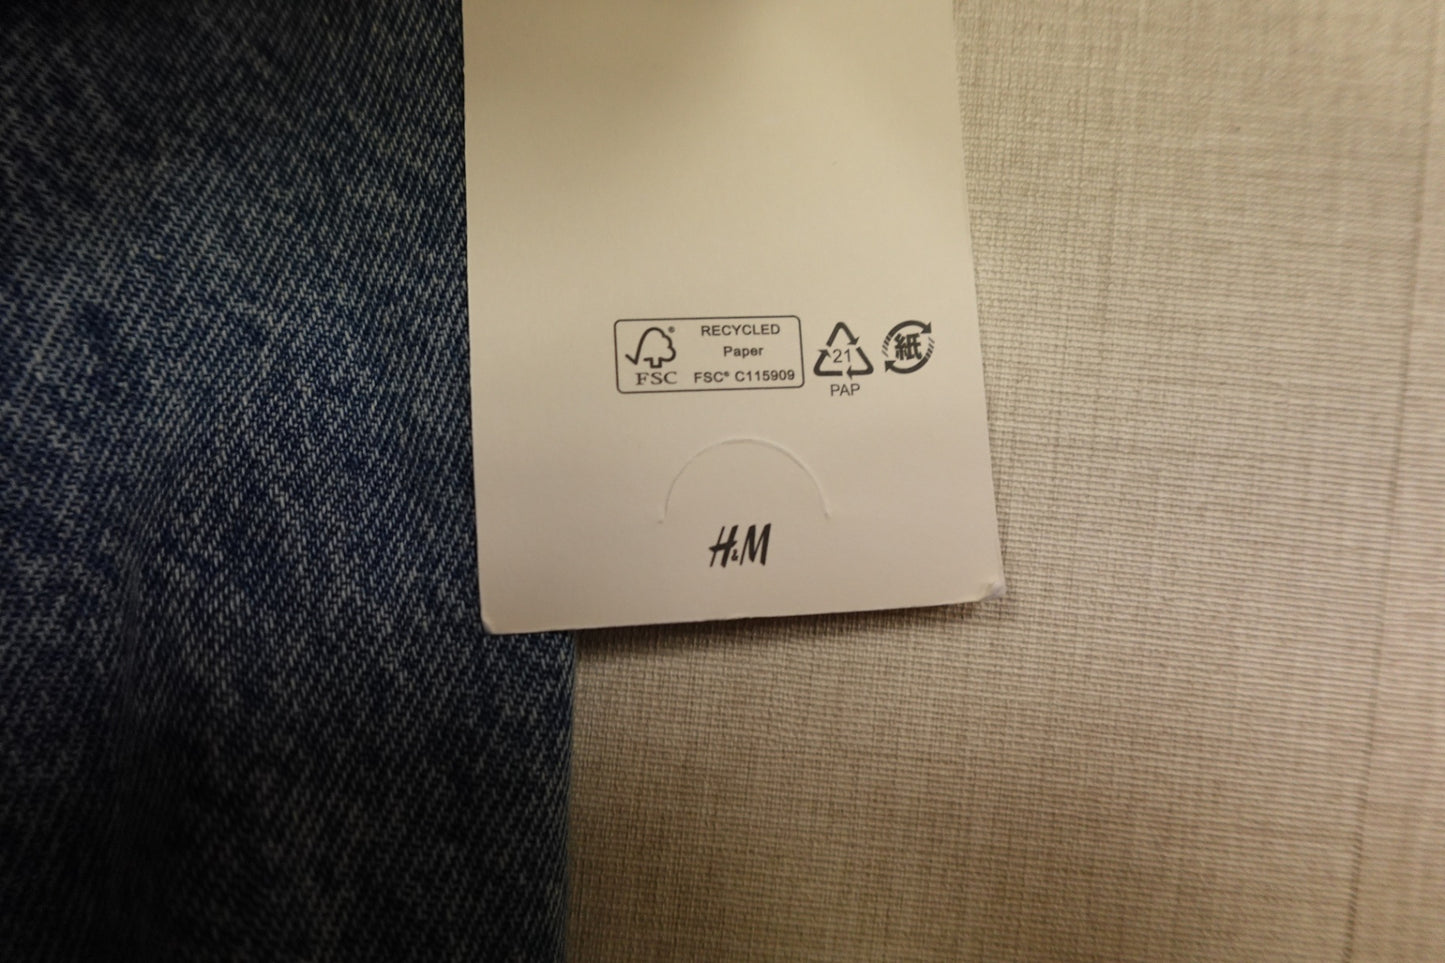 RECYCLED
Paper
FSC® C115909
® FSC
21
PAP
紙
H&M